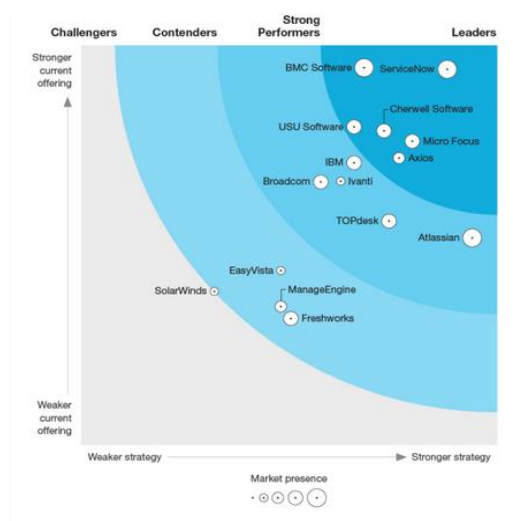 Challengers
Contenders
Strong
Performers
Leaders
Stronger
current
offering
BMC Software
ServiceNow
Cherwell Software
USU Software
Micro Focus
IBM
Axios
Broadcom
Ivanti
TOPdesk
Atlassian
EasyVista
SolarWinds
ManageEngine
Freshworks
Weaker
current
offering
Weaker strategy
Stronger strategy
Market presence